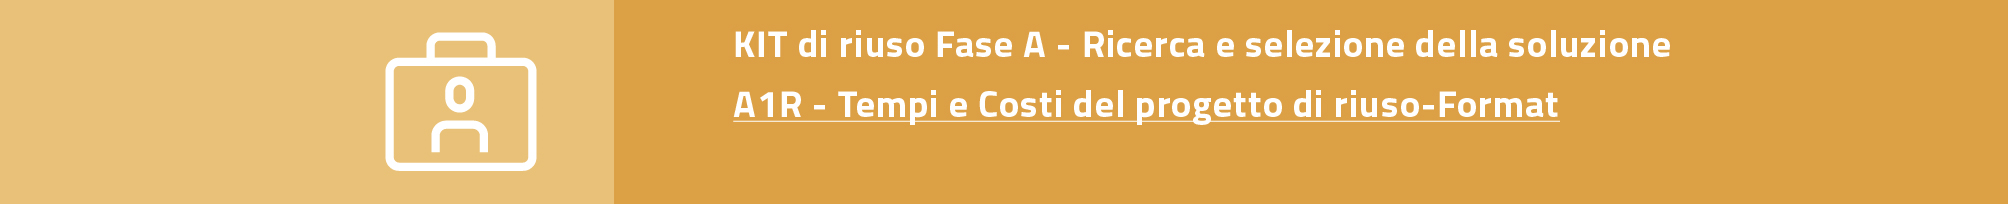 KIT di riuso Fase A - Ricerca e selezione della soluzione
A1R - Tempi e Costi del progetto di riuso-Format